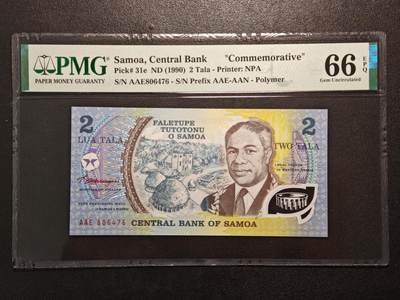 PMG
PAPER MONEY GUARANTY
Samoa, Central Bank "Commemorative"
Pick# 31e ND (1990) 2 Tala - Printer: NPA
S/N AAE806476 - S/N Prefix AAE-AAN - Polymer
66 EPQ
Gem Uncirculated
2
LUA TALA
FALETUPE
TUTOTONU
O SAMOA
2
TWO TALA
AAE 806476
CENTRAL BANK OF SAMOA